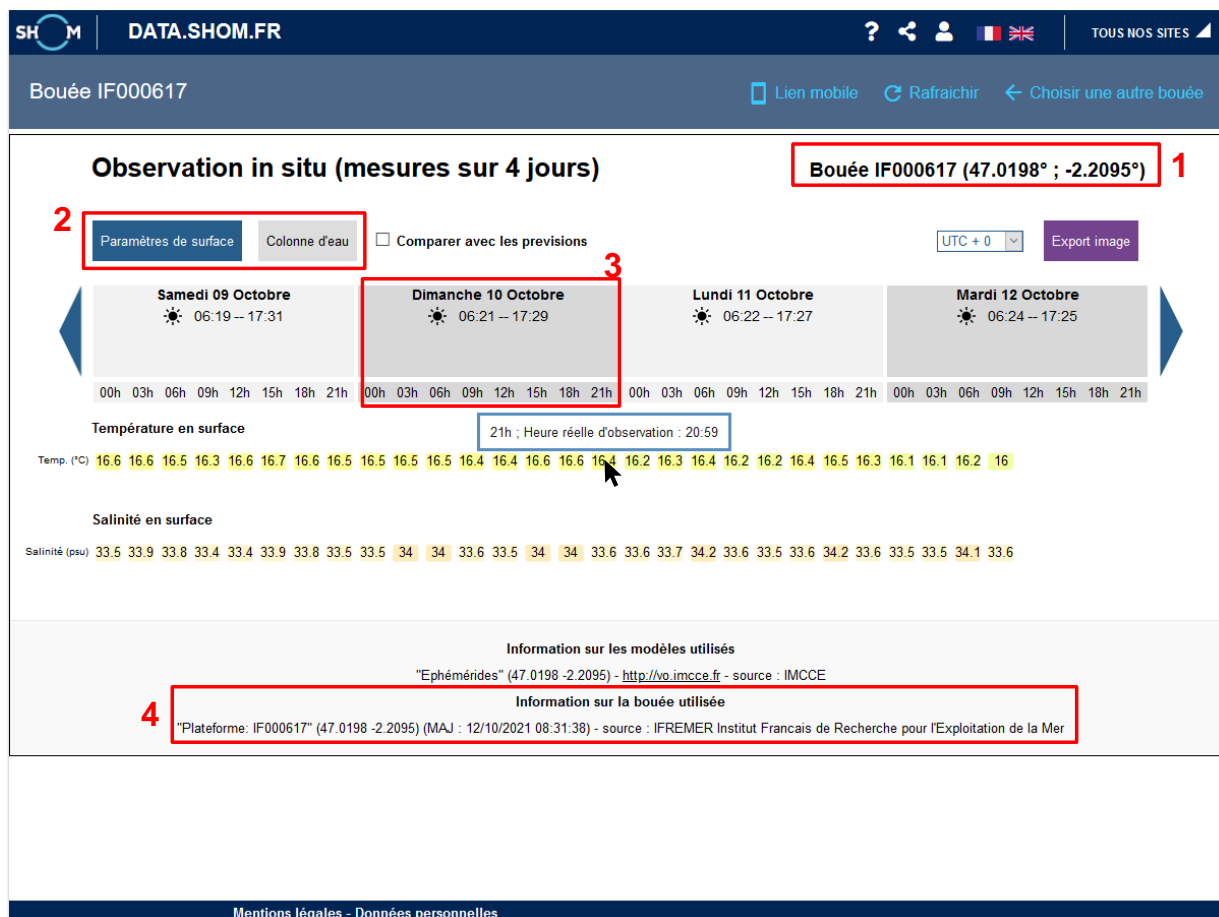 SHOM DATA.SHOM.FR ? TOUS NOS SITES
Bouée IF000617 Lien mobile Rafraichir Choisir une autre bouée
Observation in situ (mesures sur 4 jours) Bouée IF000617 (47.0198° ; -2.2095°) 1
2 Paramètres de surface Colonne d'eau Comparer avec les previsions UTC + 0 Export image
3
Samedi 09 Octobre Dimanche 10 Octobre Lundi 11 Octobre Mardi 12 Octobre
06:19 -- 17:31 06:21 -- 17:29 06:22 -- 17:27 06:24 -- 17:25
00h 03h 06h 09h 12h 15h 18h 21h 00h 03h 06h 09h 12h 15h 18h 21h 00h 03h 06h 09h 12h 15h 18h 21h 00h 03h 06h 09h 12h 15h 18h 21h
Température en surface 21h ; Heure réelle d'observation : 20:59
Temp. (°C) 16.6 16.6 16.5 16.3 16.6 16.7 16.6 16.5 16.5 16.5 16.5 16.4 16.4 16.6 16.6 16.4 16.2 16.3 16.4 16.2 16.2 16.4 16.5 16.3 16.1 16.1 16.2 16
Salinité en surface
Salinité (psu) 33.5 33.9 33.8 33.4 33.4 33.9 33.8 33.5 33.5 34 34 33.6 33.5 34 34 33.6 33.6 33.7 34.2 33.6 33.5 33.6 34.2 33.6 33.5 33.5 34.1 33.6
Information sur les modèles utilisés
"Ephémérides" (47.0198 -2.2095) - http://vo.imcce.fr - source : IMCCE
Information sur la bouée utilisée
4 "Plateforme: IF000617" (47.0198 -2.2095) (MAJ : 12/10/2021 08:31:38) - source : IFREMER Institut Francais de Recherche pour l'Exploitation de la Mer
Mentions légales - Données personnelles